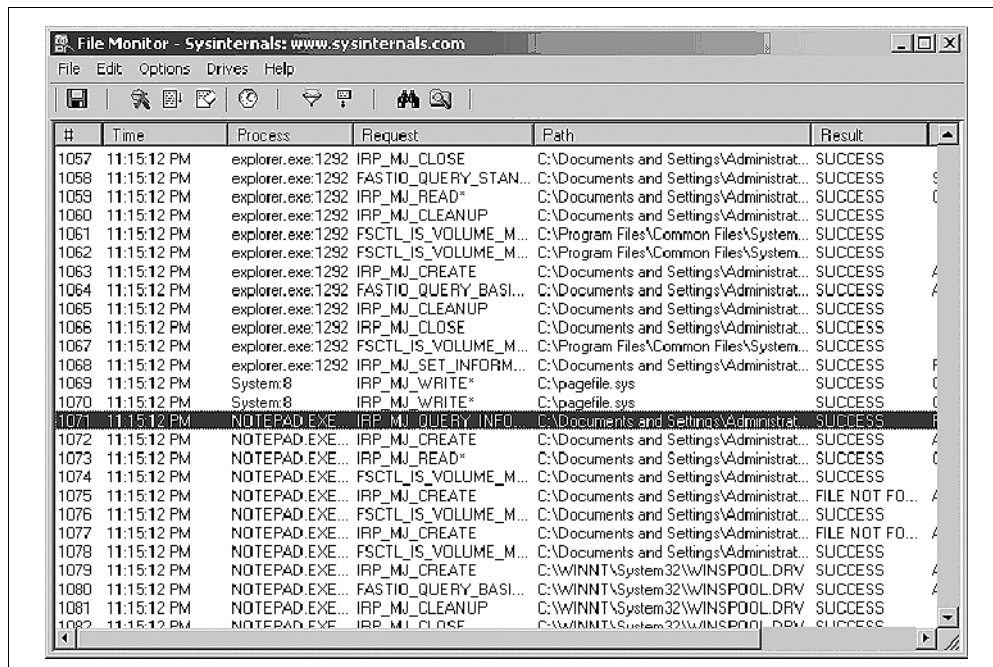 File Monitor - Sysinternals: www.sysinternals.com
File Edit Options Drives Help
# Time Process Request Path Result
1057 11:15:12 PM explorer.exe:1292 IRP_MJ_CLOSE C:\Documents and Settings\Administrat... SUCCESS
1058 11:15:12 PM explorer.exe:1292 FASTIO_QUERY_STAN... C:\Documents and Settings\Administrat... SUCCESS
1059 11:15:12 PM explorer.exe:1292 IRP_MJ_READ* C:\Documents and Settings\Administrat... SUCCESS
1060 11:15:12 PM explorer.exe:1292 IRP_MJ_CLEANUP C:\Documents and Settings\Administrat... SUCCESS
1061 11:15:12 PM explorer.exe:1292 FSCTL_IS_VOLUME_M... C:\Program Files\Common Files\System... SUCCESS
1062 11:15:12 PM explorer.exe:1292 FSCTL_IS_VOLUME_M... C:\Program Files\Common Files\System... SUCCESS
1063 11:15:12 PM explorer.exe:1292 IRP_MJ_CREATE C:\Documents and Settings\Administrat... SUCCESS
1064 11:15:12 PM explorer.exe:1292 FASTIO_QUERY_BASI... C:\Documents and Settings\Administrat... SUCCESS
1065 11:15:12 PM explorer.exe:1292 IRP_MJ_CLEANUP C:\Documents and Settings\Administrat... SUCCESS
1066 11:15:12 PM explorer.exe:1292 IRP_MJ_CLOSE C:\Documents and Settings\Administrat... SUCCESS
1067 11:15:12 PM explorer.exe:1292 FSCTL_IS_VOLUME_M... C:\Program Files\Common Files\System... SUCCESS
1068 11:15:12 PM explorer.exe:1292 IRP_MJ_SET_INFORM... C:\Documents and Settings\Administrat... SUCCESS
1069 11:15:12 PM System:8 IRP_MJ_WRITE* C:\pagefile.sys SUCCESS
1070 11:15:12 PM System:8 IRP_MJ_WRITE* C:\pagefile.sys SUCCESS
1071 11:15:12 PM NOTEPAD.EXE... IRP_MJ_QUERY_INFO... C:\Documents and Settings\Administrat... SUCCESS
1072 11:15:12 PM NOTEPAD.EXE... IRP_MJ_CREATE C:\Documents and Settings\Administrat... SUCCESS
1073 11:15:12 PM NOTEPAD.EXE... IRP_MJ_READ* C:\Documents and Settings\Administrat... SUCCESS
1074 11:15:12 PM NOTEPAD.EXE... FSCTL_IS_VOLUME_M... C:\Documents and Settings\Administrat... SUCCESS
1075 11:15:12 PM NOTEPAD.EXE... IRP_MJ_CREATE C:\Documents and Settings\Administrat... FILE NOT FO...
1076 11:15:12 PM NOTEPAD.EXE... FSCTL_IS_VOLUME_M... C:\Documents and Settings\Administrat... SUCCESS
1077 11:15:12 PM NOTEPAD.EXE... IRP_MJ_CREATE C:\Documents and Settings\Administrat... FILE NOT FO...
1078 11:15:12 PM NOTEPAD.EXE... FSCTL_IS_VOLUME_M... C:\Documents and Settings\Administrat... SUCCESS
1079 11:15:12 PM NOTEPAD.EXE... IRP_MJ_CREATE C:\WINNT\System32\WINSPOOL.DRV SUCCESS
1080 11:15:12 PM NOTEPAD.EXE... FASTIO_QUERY_BASI... C:\WINNT\System32\WINSPOOL.DRV SUCCESS
1081 11:15:12 PM NOTEPAD.EXE... IRP_MJ_CLEANUP C:\WINNT\System32\WINSPOOL.DRV SUCCESS
1082 11:15:12 PM NOTEPAD.EXE... IRP_MJ_CLOSE C:\WINNT\System32\WINSPOOL.DRV SUCCESS